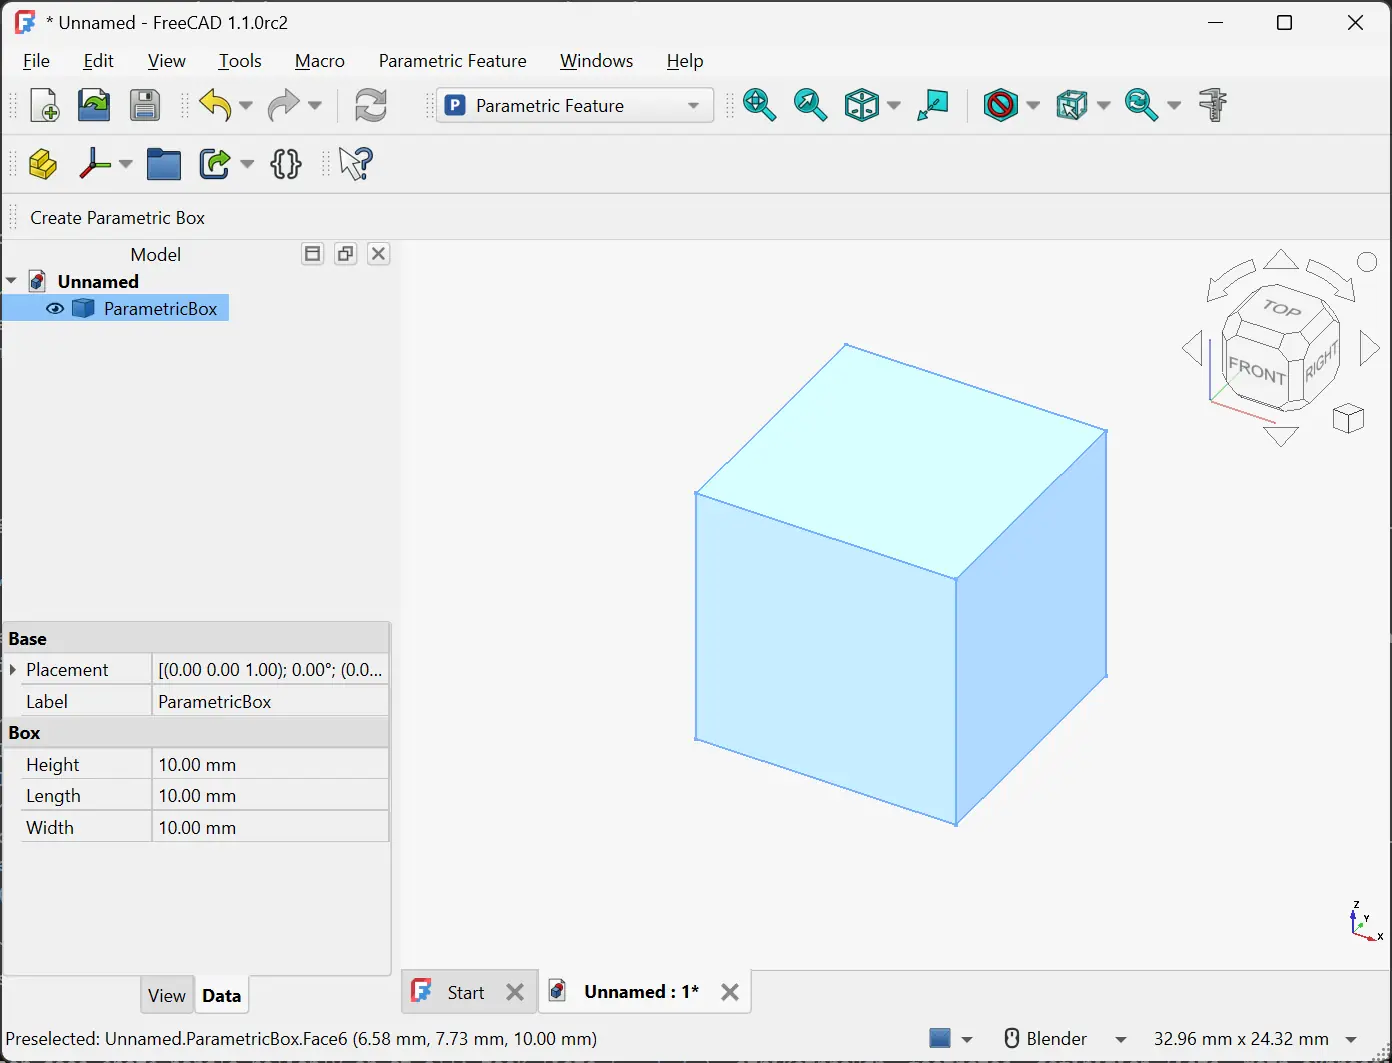 * Unnamed - FreeCAD 1.1.0rc2
File Edit View Tools Macro Parametric Feature Windows Help
P Parametric Feature
Create Parametric Box
Model
Unnamed
ParametricBox
TOP
FRONT
RIGHT
Base
Placement [(0.00 0.00 1.00); 0.00°; (0.0...
Label ParametricBox
Box
Height 10.00 mm
Length 10.00 mm
Width 10.00 mm
Z
Y
X
View Data
Start
Unnamed : 1*
Preselected: Unnamed.ParametricBox.Face6 (6.58 mm, 7.73 mm, 10.00 mm)
Blender
32.96 mm x 24.32 mm